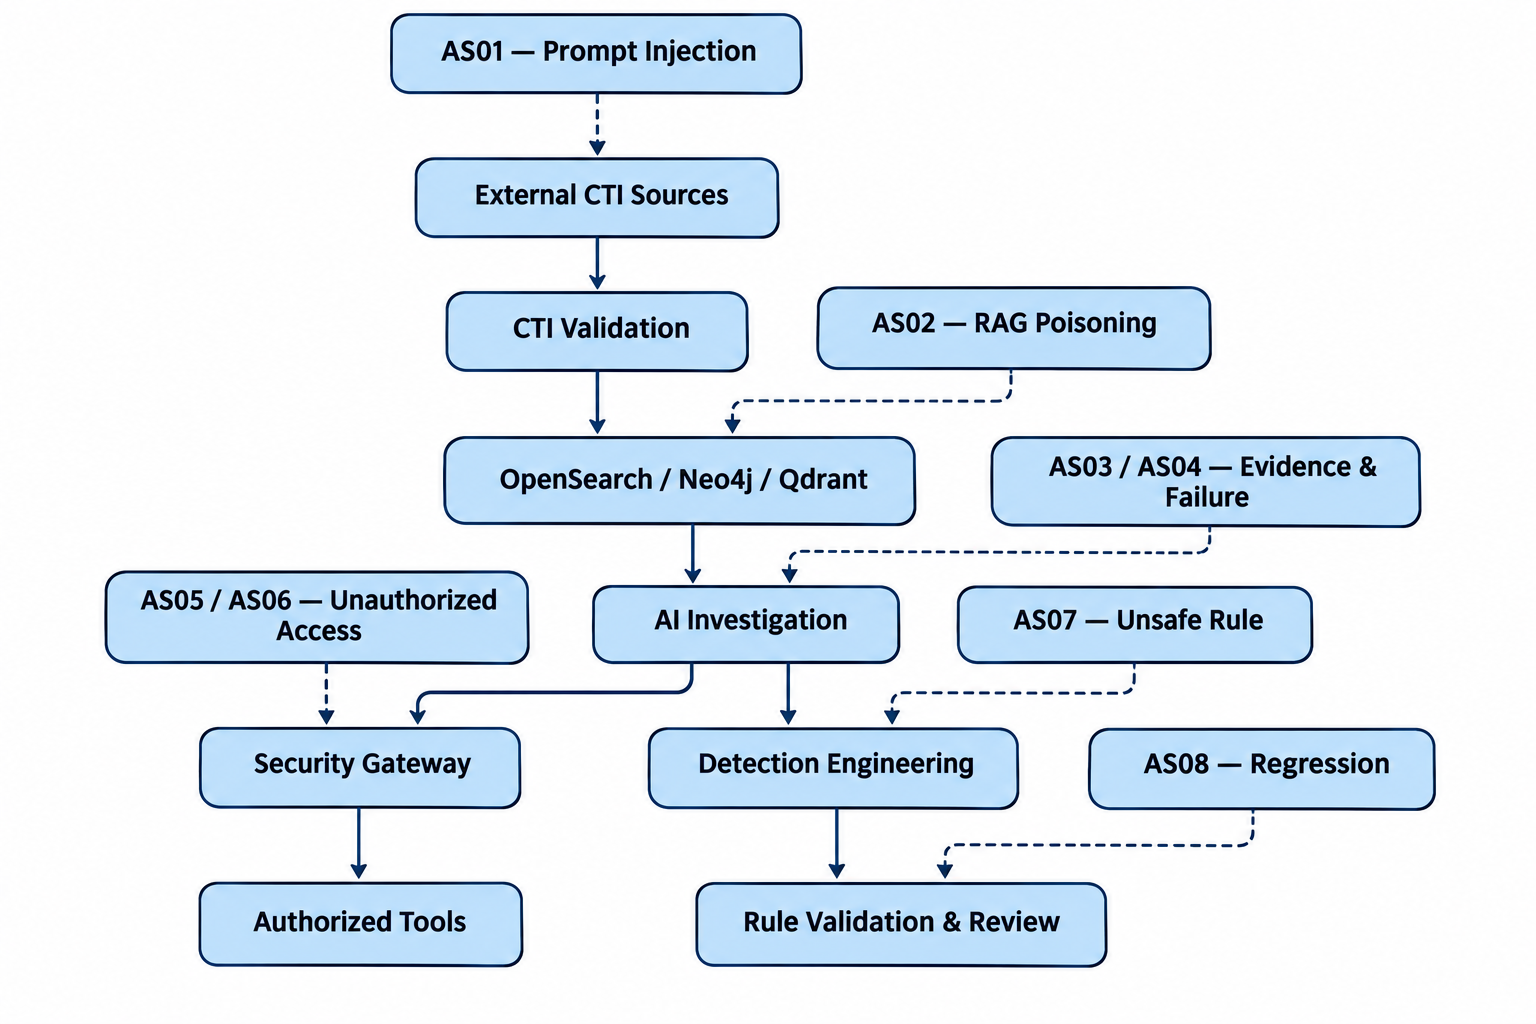 AS01 — Prompt Injection
External CTI Sources
CTI Validation
AS02 — RAG Poisoning
OpenSearch / Neo4j / Qdrant
AS03 / AS04 — Evidence &
Failure
AS05 / AS06 — Unauthorized
Access
AI Investigation
AS07 — Unsafe Rule
Security Gateway
Detection Engineering
AS08 — Regression
Authorized Tools
Rule Validation & Review